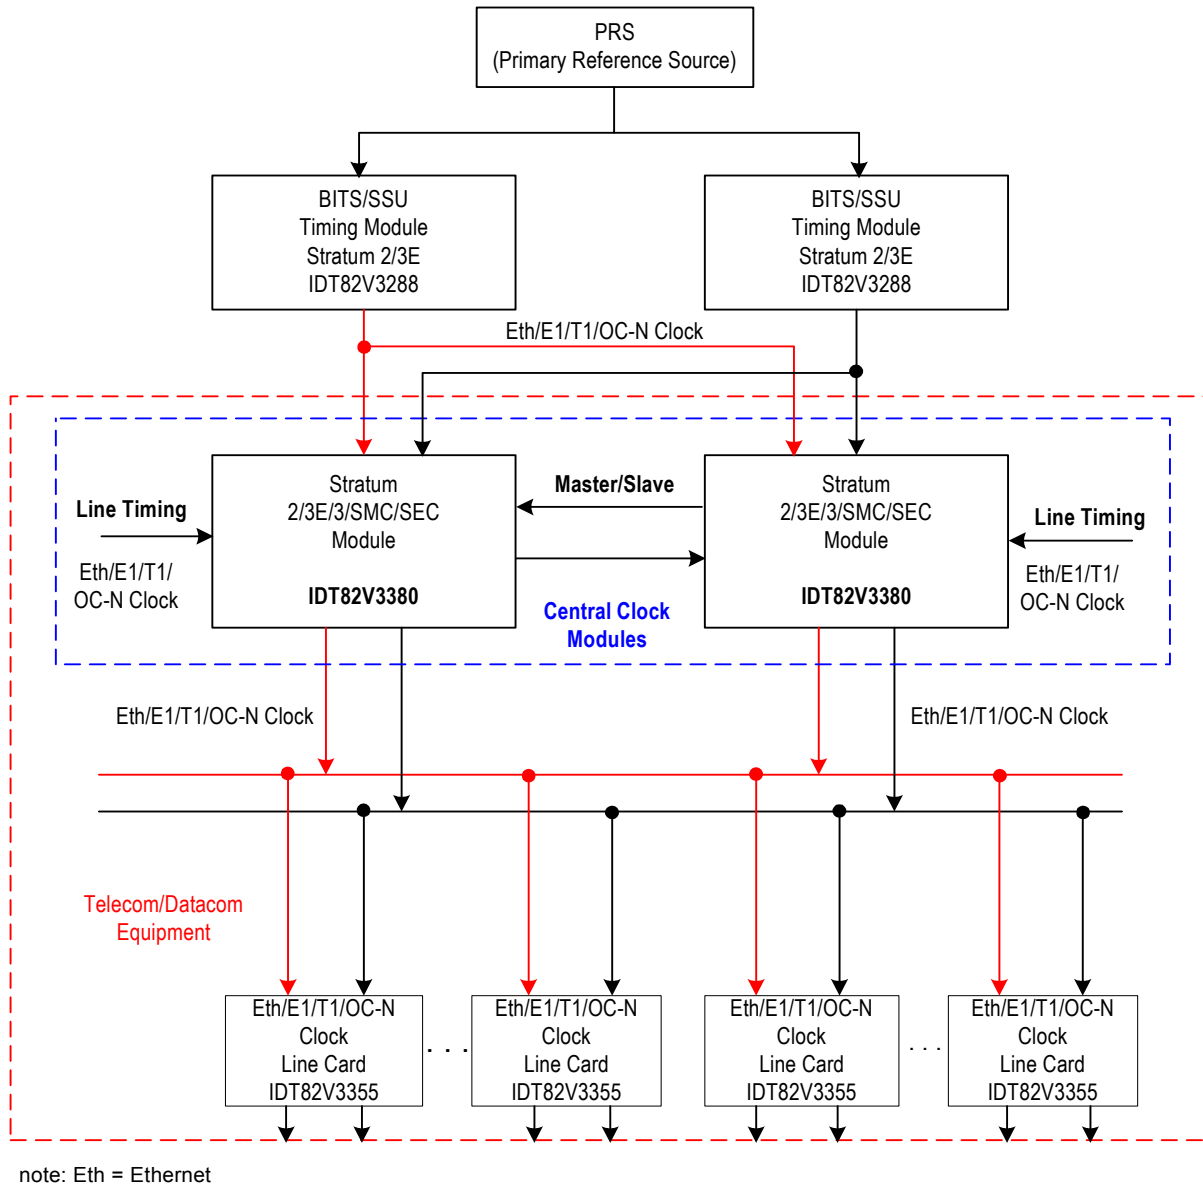 PRS
(Primary Reference Source)
BITS/SSU
Timing Module
Stratum 2/3E
IDT82V3288
BITS/SSU
Timing Module
Stratum 2/3E
IDT82V3288
Eth/E1/T1/OC-N Clock
Line Timing
Eth/E1/T1/
OC-N Clock
Stratum
2/3E/3/SMC/SEC
Module
IDT82V3380
Master/Slave
Central Clock
Modules
Stratum
2/3E/3/SMC/SEC
Module
IDT82V3380
Line Timing
Eth/E1/T1/
OC-N Clock
Eth/E1/T1/OC-N Clock
Eth/E1/T1/OC-N Clock
Telecom/Datacom
Equipment
Eth/E1/T1/OC-N
Clock
Line Card
IDT82V3355
. . .
Eth/E1/T1/OC-N
Clock
Line Card
IDT82V3355
Eth/E1/T1/OC-N
Clock
Line Card
IDT82V3355
. . .
Eth/E1/T1/OC-N
Clock
Line Card
IDT82V3355
note: Eth = Ethernet